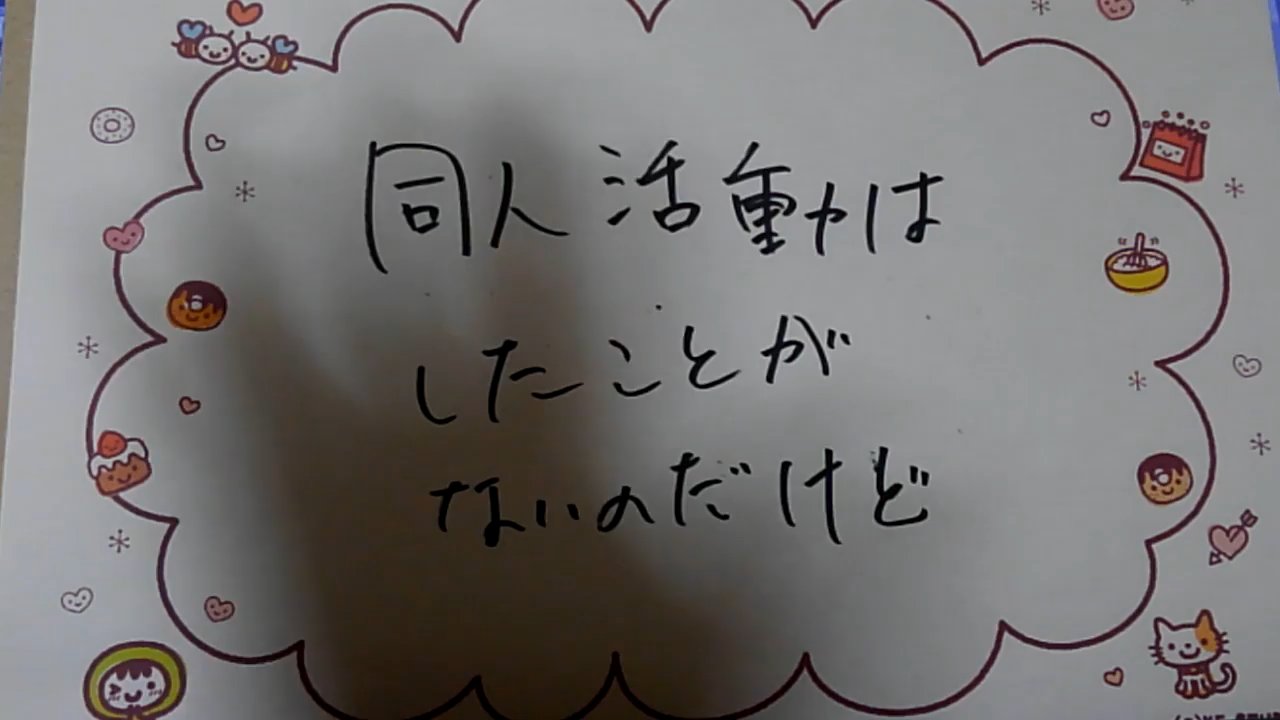 同人活動は
したことが
ないのだけど